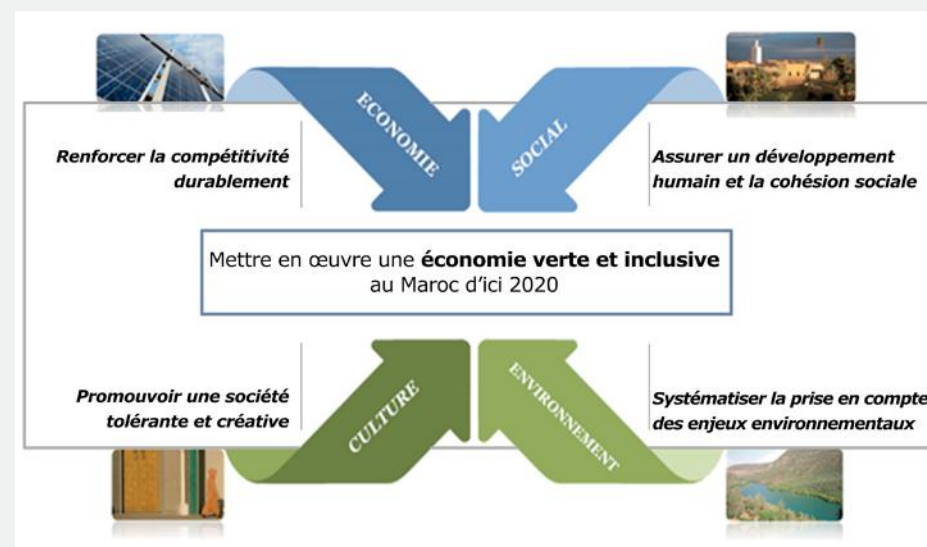 ECONOMIE
SOCIAL
Renforcer la compétitivité
durablement
Assurer un développement
humain et la cohésion sociale
Mettre en œuvre une économie verte et inclusive
au Maroc d'ici 2020
Promouvoir une société
tolérante et créative
CULTURE
ENVIRONNEMENT
Systématiser la prise en compte
des enjeux environnementaux